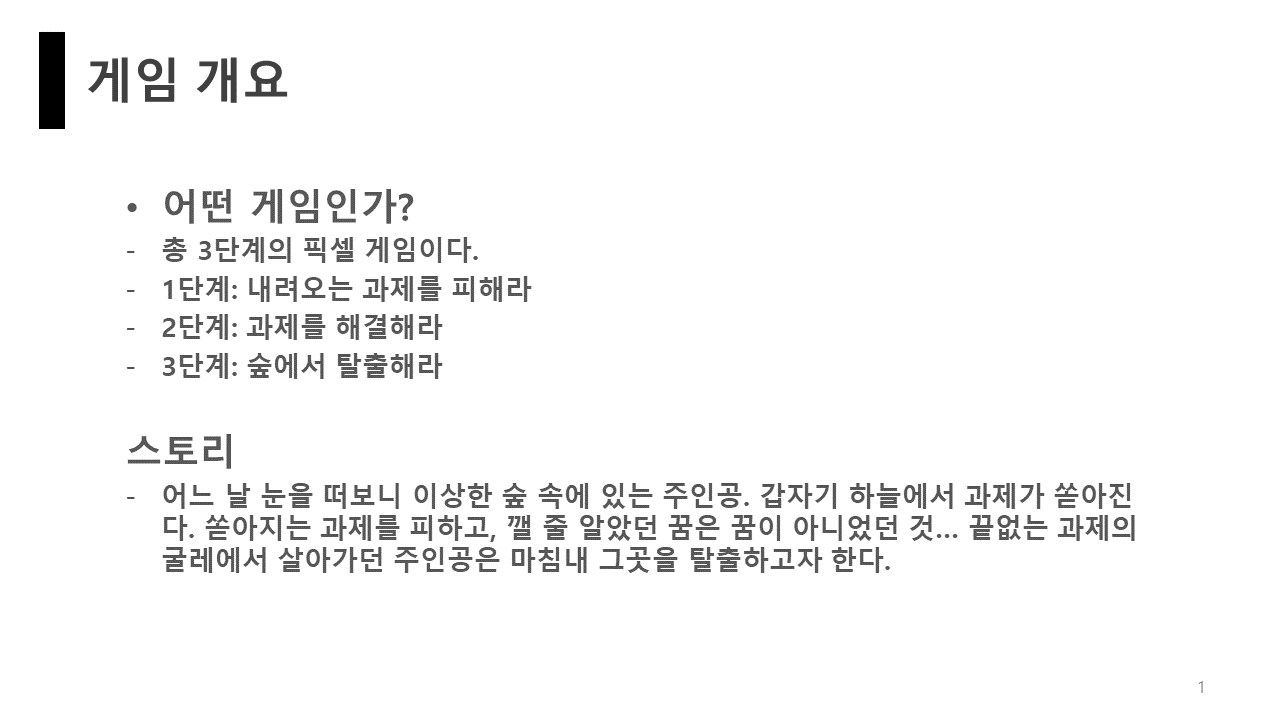 게임 개요
• 어떤 게임인가?
- 총 3단계의 픽셀 게임이다.
- 1단계: 내려오는 과제를 피해라
- 2단계: 과제를 해결해라
- 3단계: 숲에서 탈출해라
스토리
- 어느 날 눈을 떠보니 이상한 숲 속에 있는 주인공. 갑자기 하늘에서 과제가 쏟아진
다. 쏟아지는 과제를 피하고, 깰 줄 알았던 꿈은 꿈이 아니었던 것... 끝없는 과제의
굴레에서 살아가던 주인공은 마침내 그곳을 탈출하고자 한다.
1